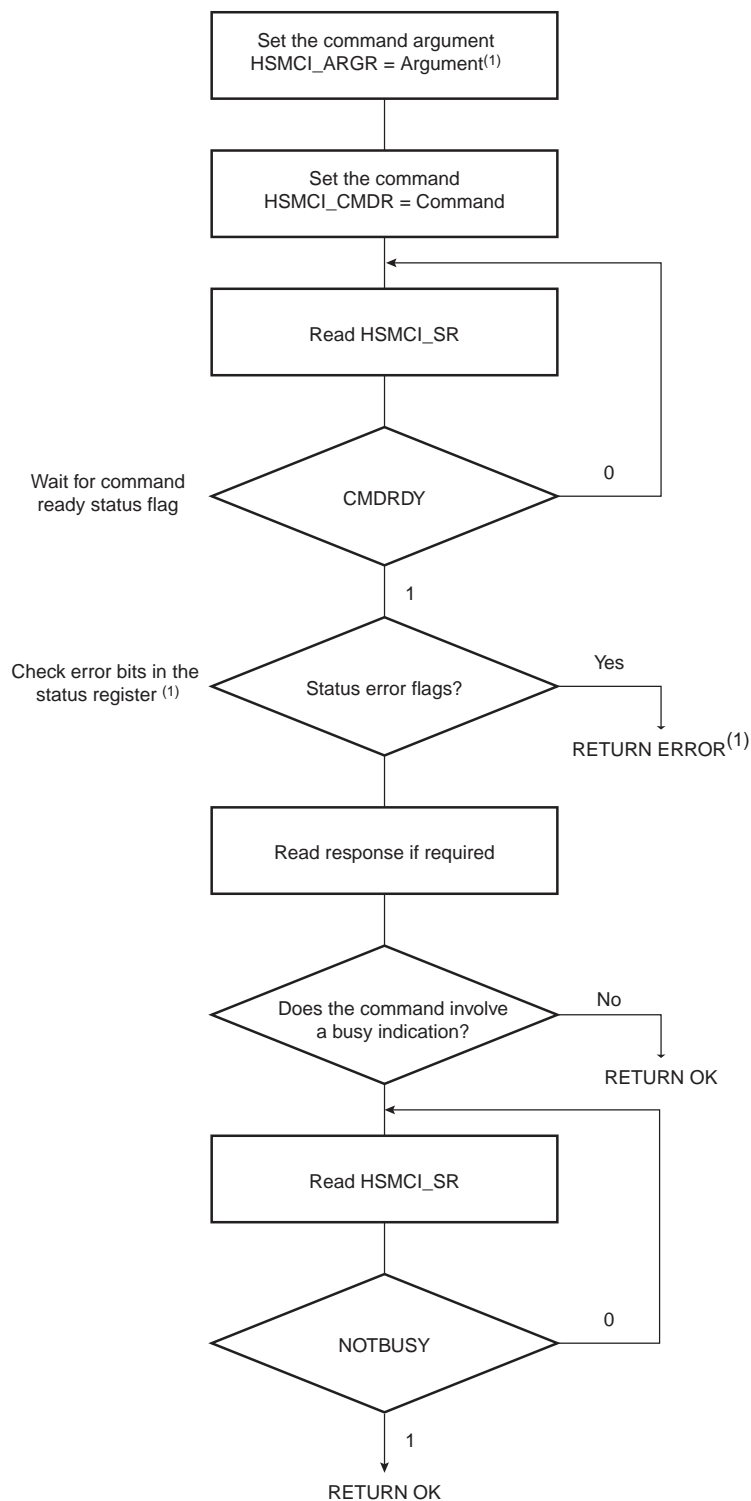 Set the command argument
HSMCI_ARGR = Argument(1)
Set the command
HSMCI_CMDR = Command
Read HSMCI_SR
Wait for command
ready status flag
CMDRDY
0
1
Check error bits in the
status register (1)
Status error flags?
Yes
RETURN ERROR(1)
Read response if required
Does the command involve
a busy indication?
No
RETURN OK
Read HSMCI_SR
NOTBUSY
0
1
RETURN OK